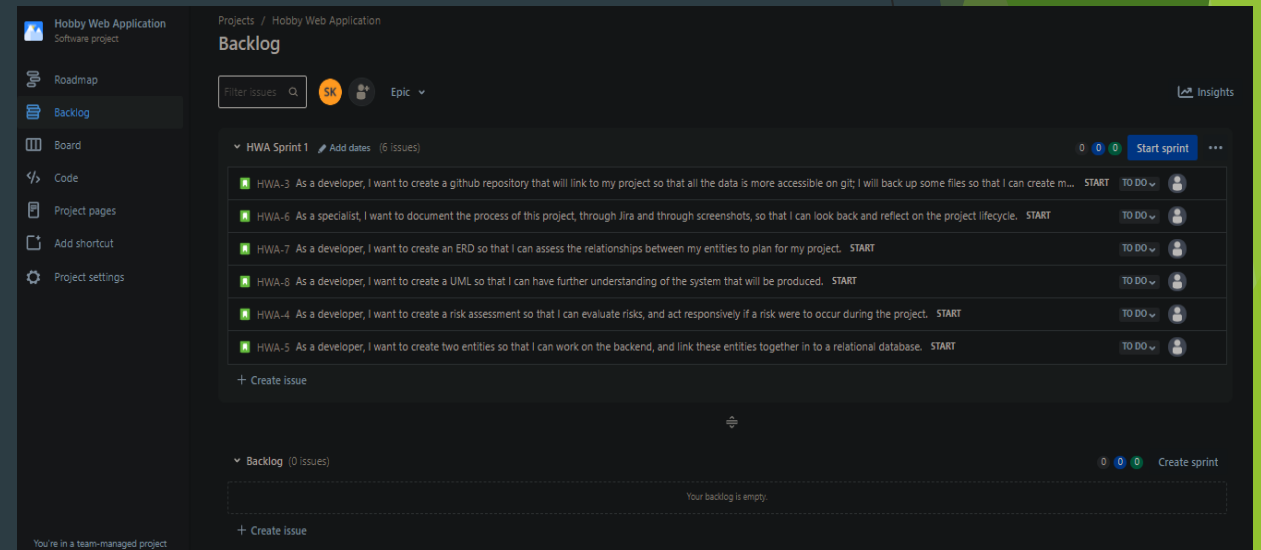 Hobby Web Application
Software project
Roadmap
Backlog
Board
Code
Project pages
Add shortcut
Project settings
You're in a team-managed project
Projects / Hobby Web Application
Backlog
Filter issues
SK
Epic
Insights
HWA Sprint 1 Add dates (6 issues) 0 0 0 Start sprint
HWA-3 As a developer, I want to create a github repository that will link to my project so that all the data is more accessible on git; I will back up some files so that I can create m... START TO DO
HWA-6 As a specialist, I want to document the process of this project, through Jira and through screenshots, so that I can look back and reflect on the project lifecycle. START TO DO
HWA-7 As a developer, I want to create an ERD so that I can assess the relationships between my entities to plan for my project. START TO DO
HWA-8 As a developer, I want to create a UML so that I can have further understanding of the system that will be produced. START TO DO
HWA-4 As a developer, I want to create a risk assessment so that I can evaluate risks, and act responsively if a risk were to occur during the project. START TO DO
HWA-5 As a developer, I want to create two entities so that I can work on the backend, and link these entities together in to a relational database. START TO DO
+ Create issue
Backlog (0 issues) 0 0 0 Create sprint
Your backlog is empty.
+ Create issue